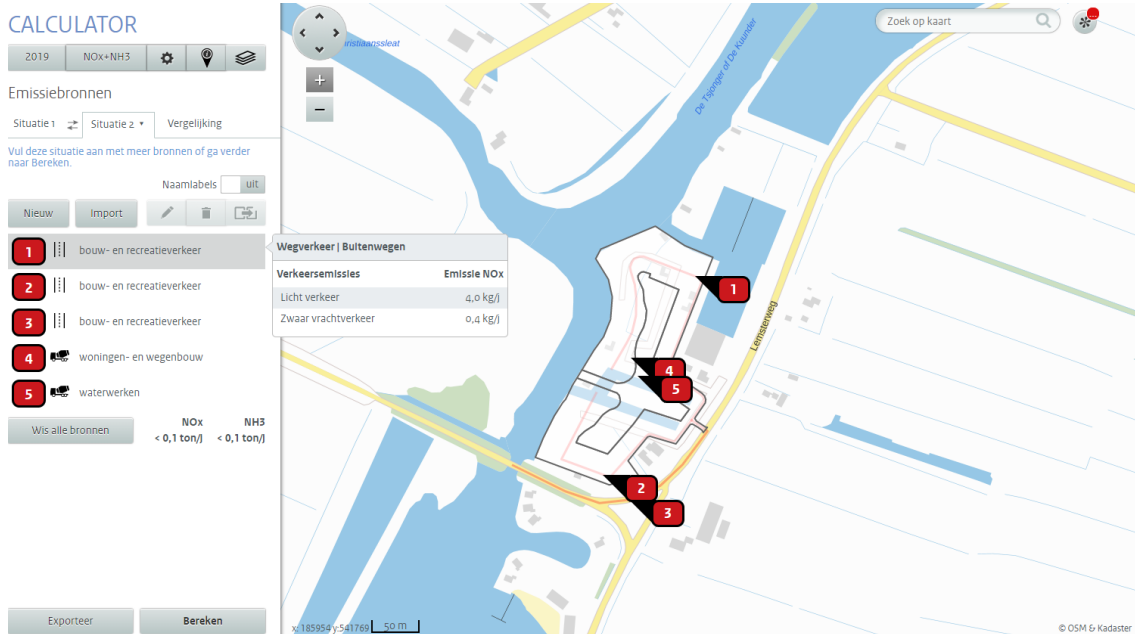 CALCULATOR
2019 NOx+NH3
Emissiebronnen
Situatie 1 Situatie 2 Vergelijking
Vul deze situatie aan met meer bronnen of ga verder
naar Bereken.
Naamlabels uit
Nieuw Import
1 bouw- en recreatieverkeer
2 bouw- en recreatieverkeer
3 bouw- en recreatieverkeer
4 woningen- en wegenbouw
5 waterwerken
Wis alle bronnen NOx NH3
< 0,1 ton/j < 0,1 ton/j
Exporteer Bereken
Wegverkeer | Buitenwegen
Verkeersemissies Emissie NOx
Licht verkeer 4,0 kg/j
Zwaar vrachtverkeer 0,4 kg/j
ristiaanssleat
De Tsjonger of De Kuunder
Zoek op kaart
...
+
−
1
Lemsterweg
4
5
2
3
x: 185954 y:541769 50 m
© OSM & Kadaster